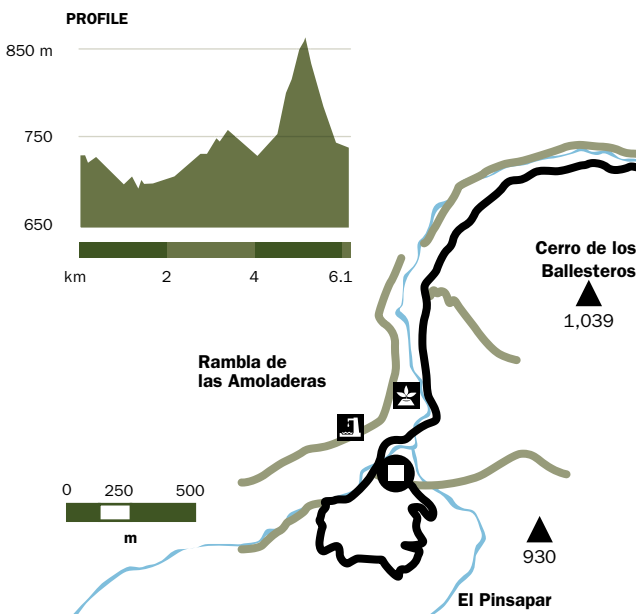 PROFILE
850 m
750
650
km 2 4 6.1
Cerro de los
Ballesteros
1,039
Rambla de
las Amoladeras
0 250 500
m
930
El Pinsapar